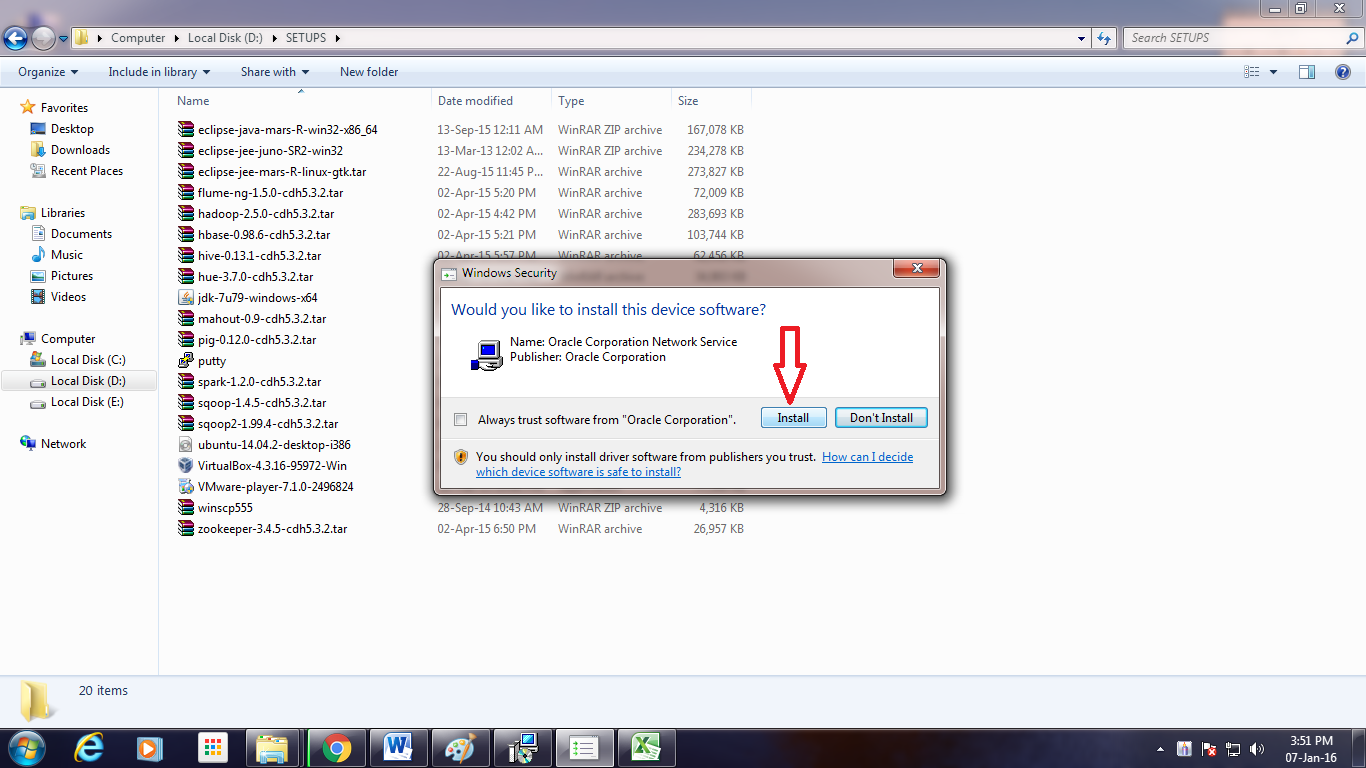 Computer Local Disk (D:) SETUPS
Search SETUPS
Organize Include in library Share with New folder
Name Date modified Type Size
Favorites
Desktop
Downloads
Recent Places
Libraries
Documents
Music
Pictures
Videos
Computer
Local Disk (C:)
Local Disk (D:)
Local Disk (E:)
Network
eclipse-java-mars-R-win32-x86_64 13-Sep-15 12:11 AM WinRAR ZIP archive 167,078 KB
eclipse-jee-juno-SR2-win32 13-Mar-13 12:02 A... WinRAR ZIP archive 234,278 KB
eclipse-jee-mars-R-linux-gtk.tar 22-Aug-15 11:45 P... WinRAR archive 273,827 KB
flume-ng-1.5.0-cdh5.3.2.tar 02-Apr-15 5:20 PM WinRAR archive 72,009 KB
hadoop-2.5.0-cdh5.3.2.tar 02-Apr-15 4:42 PM WinRAR archive 283,693 KB
hbase-0.98.6-cdh5.3.2.tar 02-Apr-15 5:21 PM WinRAR archive 103,744 KB
hive-0.13.1-cdh5.3.2.tar 02-Apr-15 5:57 PM WinRAR archive 62,456 KB
hue-3.7.0-cdh5.3.2.tar
jdk-7u79-windows-x64
mahout-0.9-cdh5.3.2.tar
pig-0.12.0-cdh5.3.2.tar
putty
spark-1.2.0-cdh5.3.2.tar
sqoop-1.4.5-cdh5.3.2.tar
sqoop2-1.99.4-cdh5.3.2.tar
ubuntu-14.04.2-desktop-i386
VirtualBox-4.3.16-95972-Win
VMware-player-7.1.0-2496824
winscp555 28-Sep-14 10:43 AM WinRAR ZIP archive 4,316 KB
zookeeper-3.4.5-cdh5.3.2.tar 02-Apr-15 6:50 PM WinRAR archive 26,957 KB
Windows Security
Would you like to install this device software?
Name: Oracle Corporation Network Service
Publisher: Oracle Corporation
Always trust software from "Oracle Corporation". Install Don't Install
You should only install driver software from publishers you trust. How can I decide
which device software is safe to install?
20 items
3:51 PM
07-Jan-16